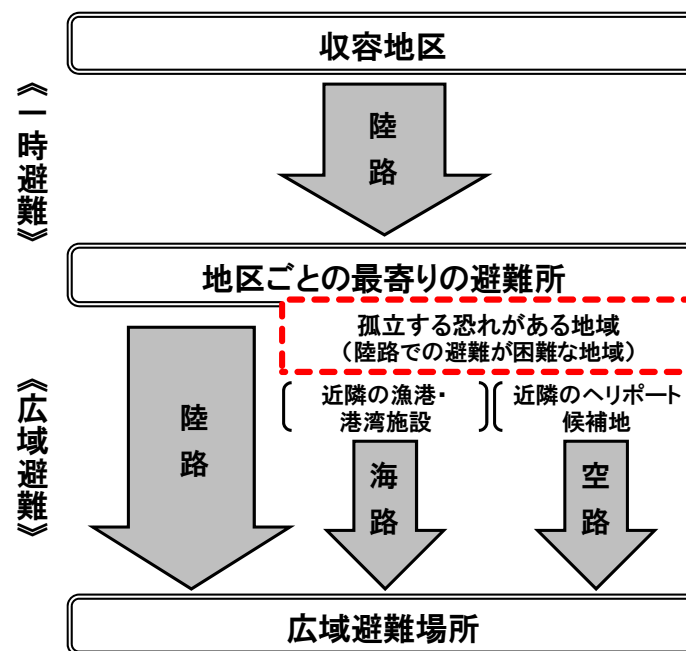 収容地区
《一時避難》
陸路
地区ごとの最寄りの避難所
孤立する恐れがある地域
（陸路での避難が困難な地域）
《広域避難》
陸路
近隣の漁港・
港湾施設
近隣のヘリポート
候補地
海路
空路
広域避難場所